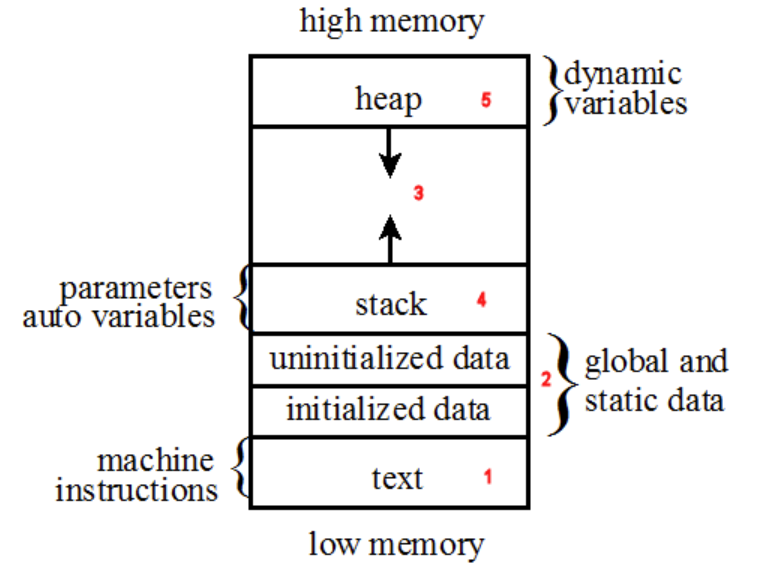 high memory
heap 5
dynamic
variables
3
parameters
auto variables
stack 4
uninitialized data
initialized data
2
global and
static data
machine
instructions
text 1
low memory